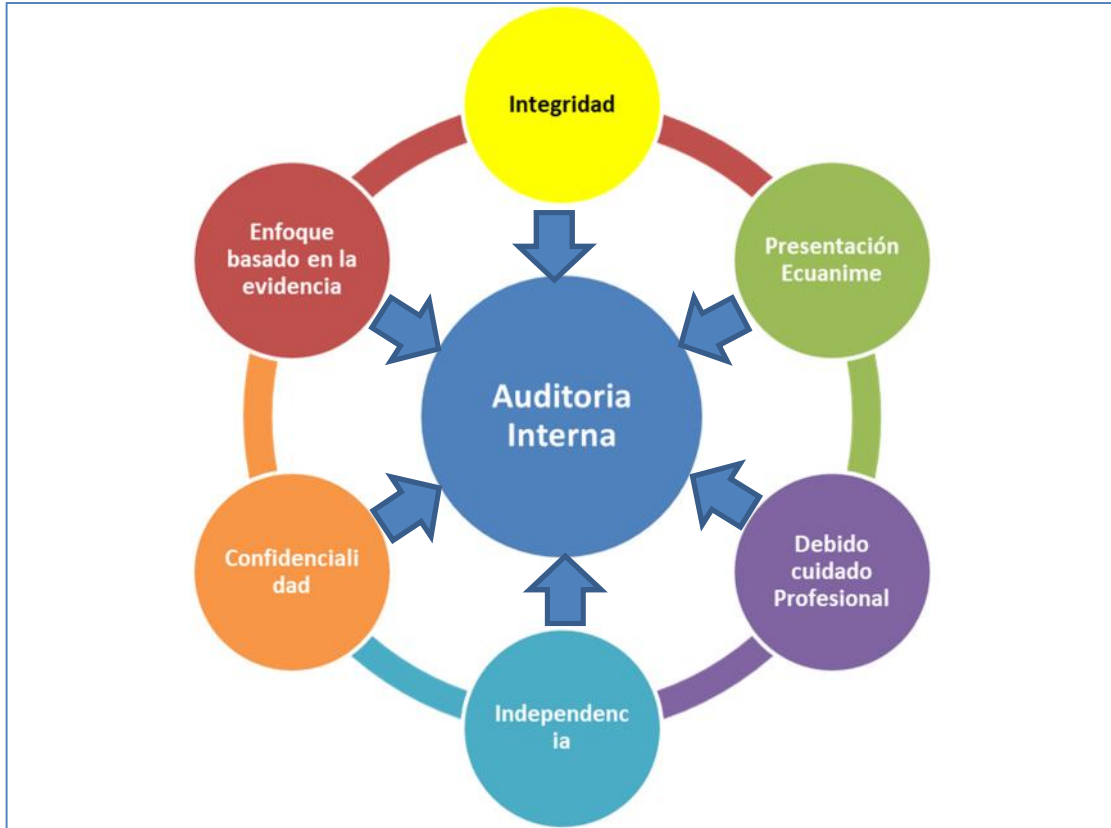 Integridad
Enfoque
basado en la
evidencia
Presentación
Ecuanime
Auditoria
Interna
Confidenciali
dad
Debido
cuidado
Profesional
Independenc
ia